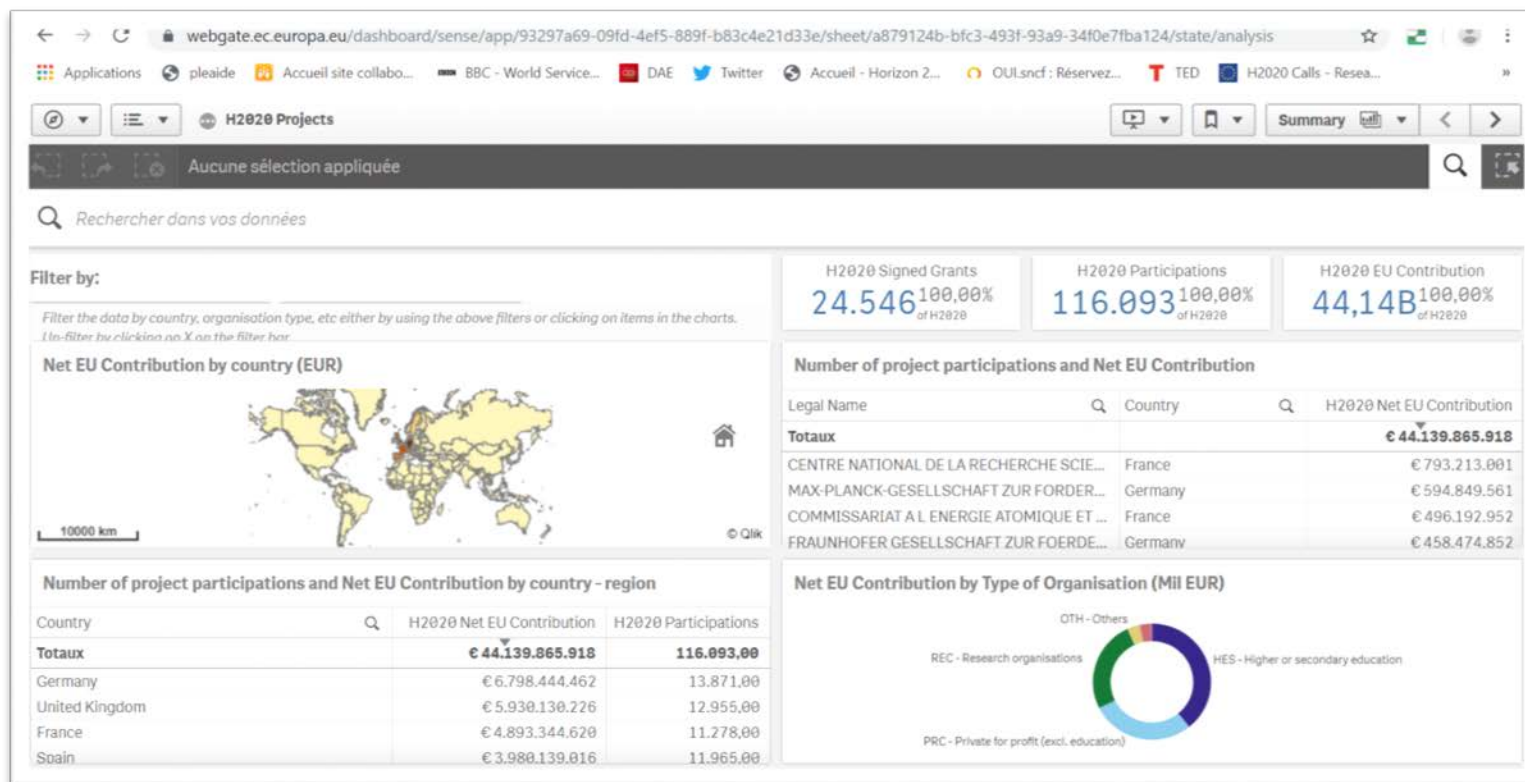 webgate.ec.europa.eu/dashboard/sense/app/93297a69-09fd-4ef5-889f-b83c4e21d33e/sheet/a879124b-bfc3-493f-93a9-34f0e7fba124/state/analysis
Applications pleaide Accueil site collabo... BBC - World Service... DAE Twitter Accueil - Horizon 2... OUI.sncf : Réservez... TED H2020 Calls - Resea... »
H2020 Projects Summary
Aucune sélection appliquée
Rechercher dans vos données
Filter by:
Filter the data by country, organisation type, etc either by using the above filters or clicking on items in the charts.
Un-filter by clicking on X on the filter bar
H2020 Signed Grants
24.546 100,00%
of H2020
H2020 Participations
116.093 100,00%
of H2020
H2020 EU Contribution
44,14B 100,00%
of H2020
Net EU Contribution by country (EUR)
10000 km
© Qlik
Number of project participations and Net EU Contribution
Legal Name Country H2020 Net EU Contribution
Totaux € 44.139.865.918
CENTRE NATIONAL DE LA RECHERCHE SCIE... France € 793.213.001
MAX-PLANCK-GESELLSCHAFT ZUR FORDER... Germany € 594.849.561
COMMISSARIAT A L ENERGIE ATOMIQUE ET ... France € 496.192.952
FRAUNHOFER GESELLSCHAFT ZUR FOERDE... Germany € 458.474.852
Number of project participations and Net EU Contribution by country - region
Country H2020 Net EU Contribution H2020 Participations
Totaux € 44.139.865.918 116.093,00
Germany € 6.798.444.462 13.871,00
United Kingdom € 5.930.130.226 12.955,00
France € 4.893.344.620 11.278,00
Spain € 3.980.139.016 11.965,00
Net EU Contribution by Type of Organisation (Mil EUR)
OTH - Others
REC - Research organisations
HES - Higher or secondary education
PRC - Private for profit (excl. education)